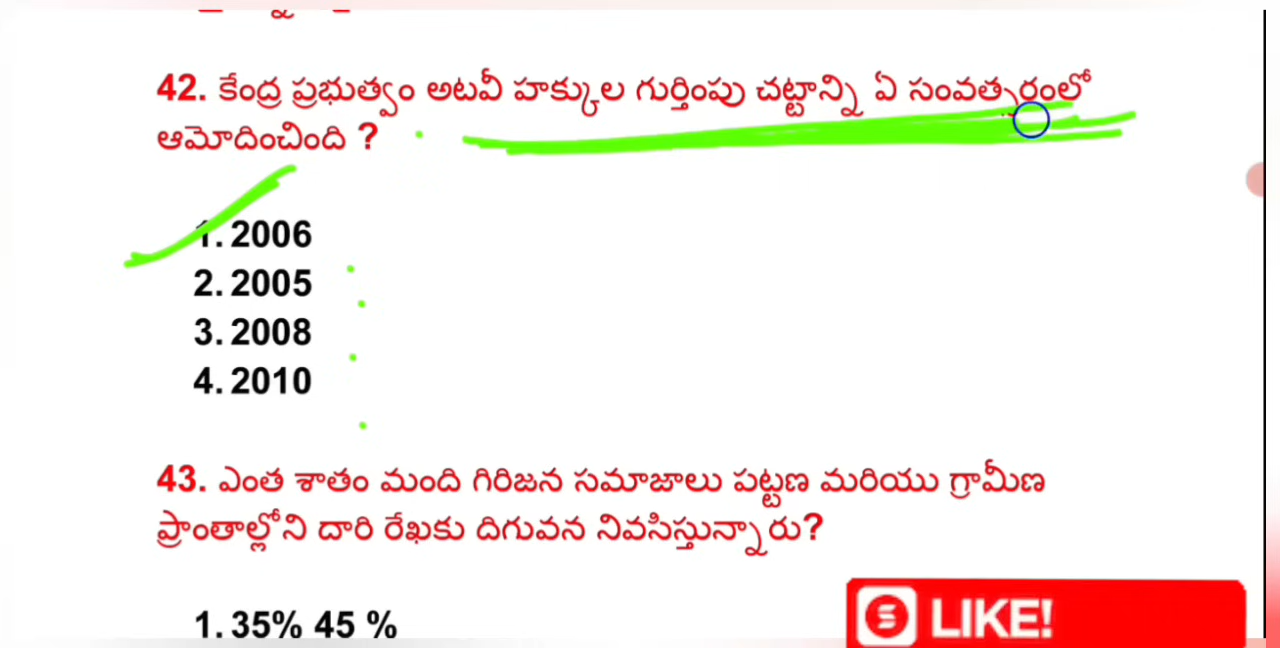 42. కేంద్ర ప్రభుత్వం అటవీ హక్కుల గుర్తింపు చట్టాన్ని ఏ సంవత్సరంలో
ఆమోదించింది ?
1. 2006
2. 2005
3. 2008
4. 2010
43. ఎంత శాతం మంది గిరిజన సమాజాలు పట్టణ మరియు గ్రామీణ
ప్రాంతాల్లోని దారి రేఖకు దిగువన నివసిస్తున్నారు?
1. 35% 45 %
LIKE!